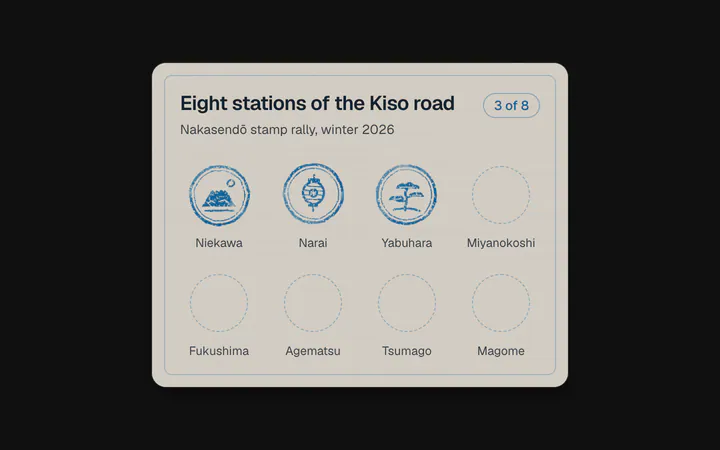 Eight stations of the Kiso road
3 of 8
Nakasendō stamp rally, winter 2026
Niekawa
Narai
Yabuhara
Miyanokoshi
Fukushima
Agematsu
Tsumago
Magome